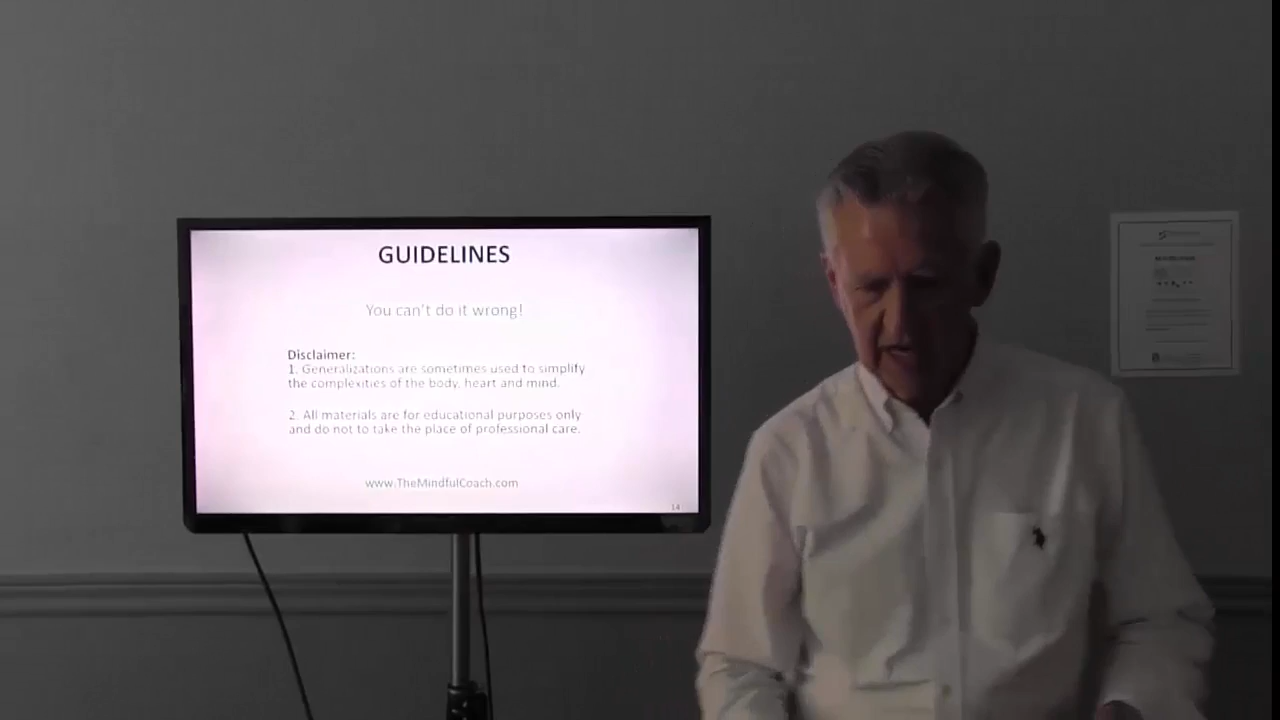 GUIDELINES
You can't do it wrong!
Disclaimer:
1. Generalizations are sometimes used to simplify
the complexities of the body, heart and mind.
2. All materials are for educational purposes only
and do not to take the place of professional care.
www.TheMindfulCoach.com
14